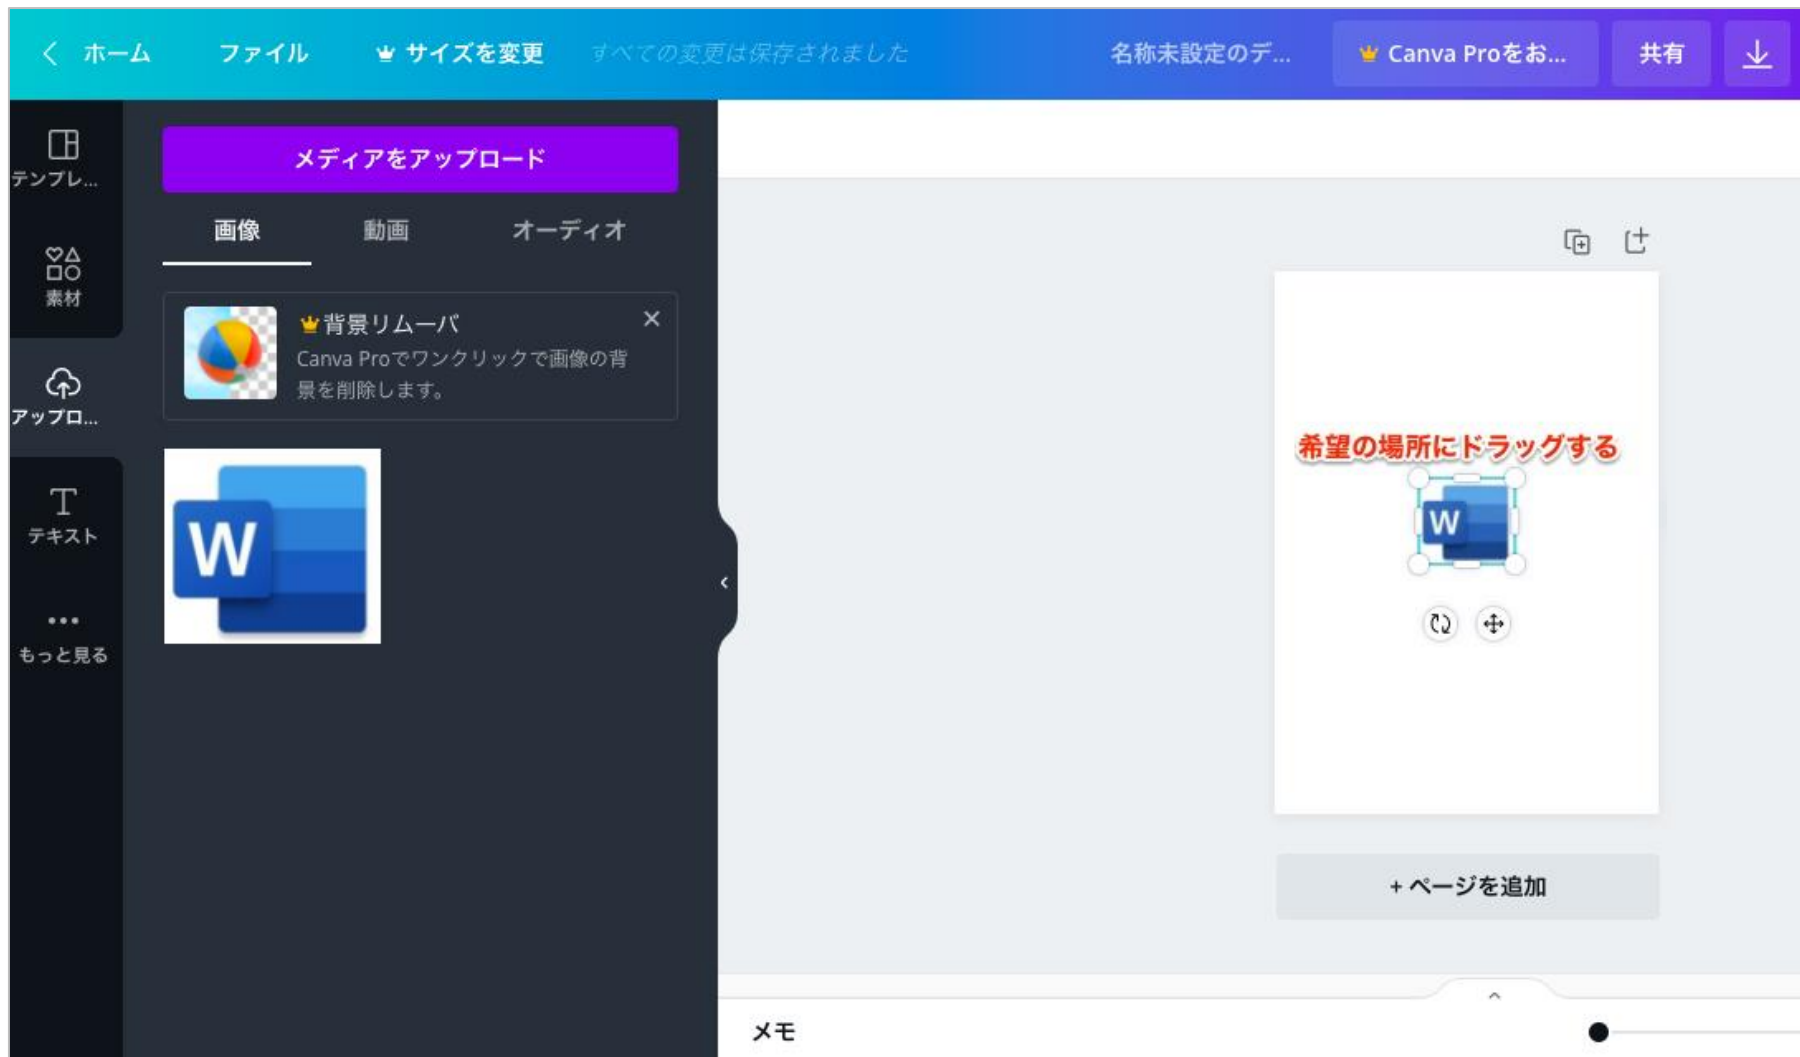 ホーム
ファイル
サイズを変更
すべての変更は保存されました
名称未設定のデ...
Canva Proをお...
共有
テンプレ...
素材
アップロ...
テキスト
もっと見る
メディアをアップロード
画像
動画
オーディオ
背景リムーバ
Canva Proでワンクリックで画像の背
景を削除します。
W
希望の場所にドラッグする
W
+ ページを追加
メモ